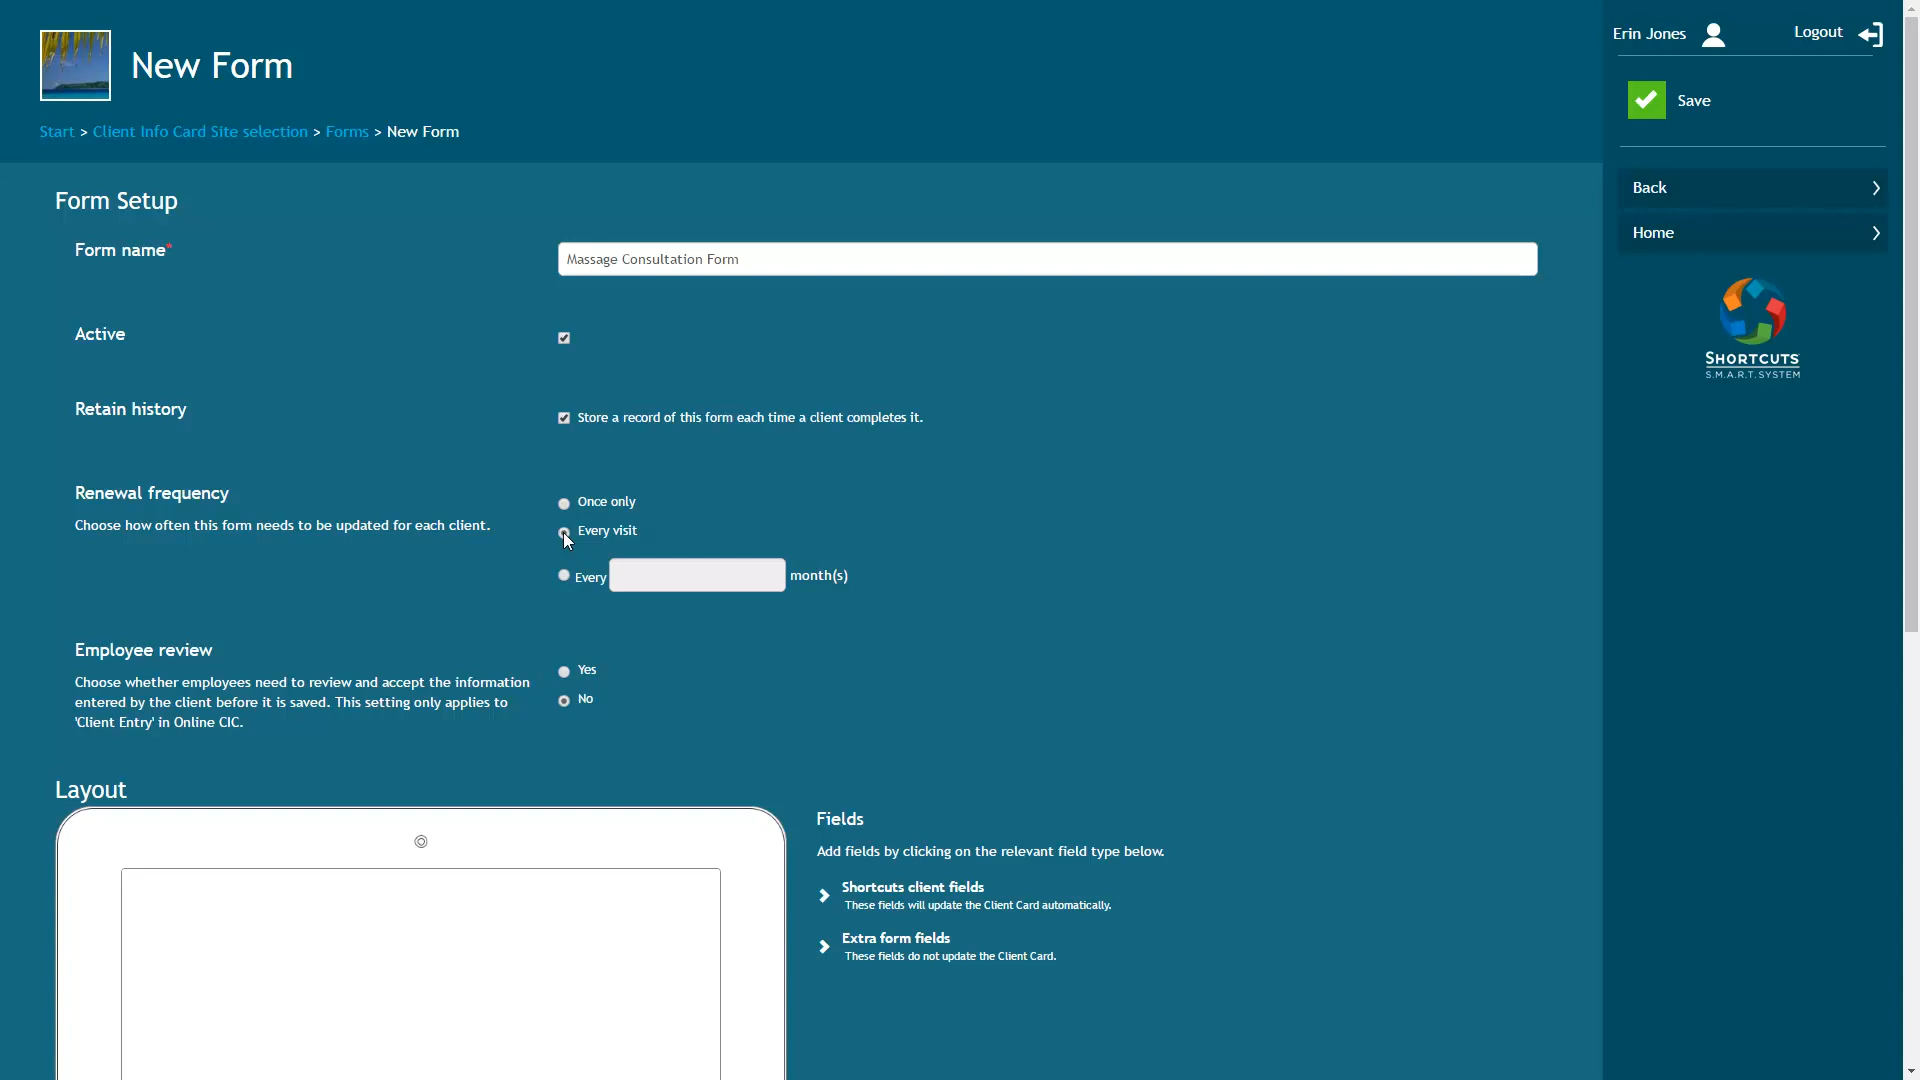 New Form
Erin Jones
Logout
Start > Client Info Card Site selection > Forms > New Form
Save
Back
Home
SHORTCUTS
S.M.A.R.T. SYSTEM
Form Setup
Form name*
Massage Consultation Form
Active
Retain history
Store a record of this form each time a client completes it.
Renewal frequency
Choose how often this form needs to be updated for each client.
Once only
Every visit
Every month(s)
Employee review
Choose whether employees need to review and accept the information
entered by the client before it is saved. This setting only applies to
'Client Entry' in Online CIC.
Yes
No
Layout
Fields
Add fields by clicking on the relevant field type below.
Shortcuts client fields
These fields will update the Client Card automatically.
Extra form fields
These fields do not update the Client Card.